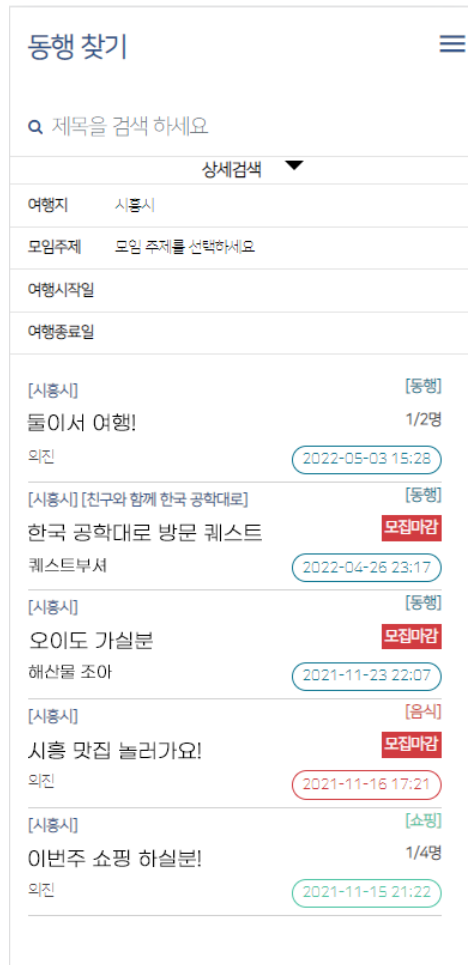 동행 찾기
제목을 검색 하세요
상세검색
여행지 시흥시
모임주제 모임 주제를 선택하세요
여행시작일
여행종료일
[시흥시] [동행]
둘이서 여행! 1/2명
의진 2022-05-03 15:28
[시흥시] [친구와 함께 한국 공학대로] [동행]
한국 공학대로 방문 퀘스트 모집마감
퀘스트부셔 2022-04-26 23:17
[시흥시] [동행]
오이도 가실분 모집마감
해산물 조아 2021-11-23 22:07
[시흥시] [음식]
시흥 맛집 놀러가요! 모집마감
의진 2021-11-16 17:21
[시흥시] [쇼핑]
이번주 쇼핑 하실분! 1/4명
의진 2021-11-15 21:22